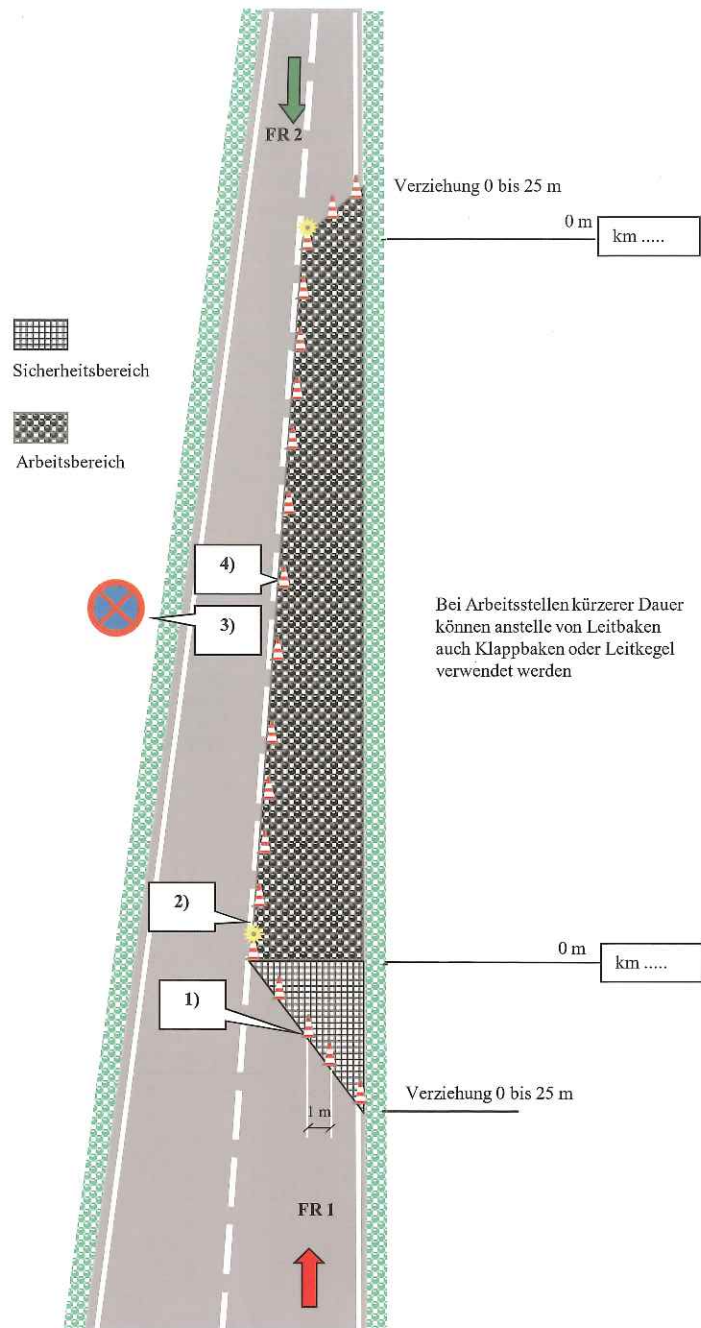 FR 2
Verziehung 0 bis 25 m
0 m
km .....
Sicherheitsbereich
Arbeitsbereich
4)
3)
Bei Arbeitsstellen kürzerer Dauer
können anstelle von Leitbaken
auch Klappbaken oder Leitkegel
verwendet werden
2)
0 m
km .....
1)
Verziehung 0 bis 25 m
1 m
FR 1